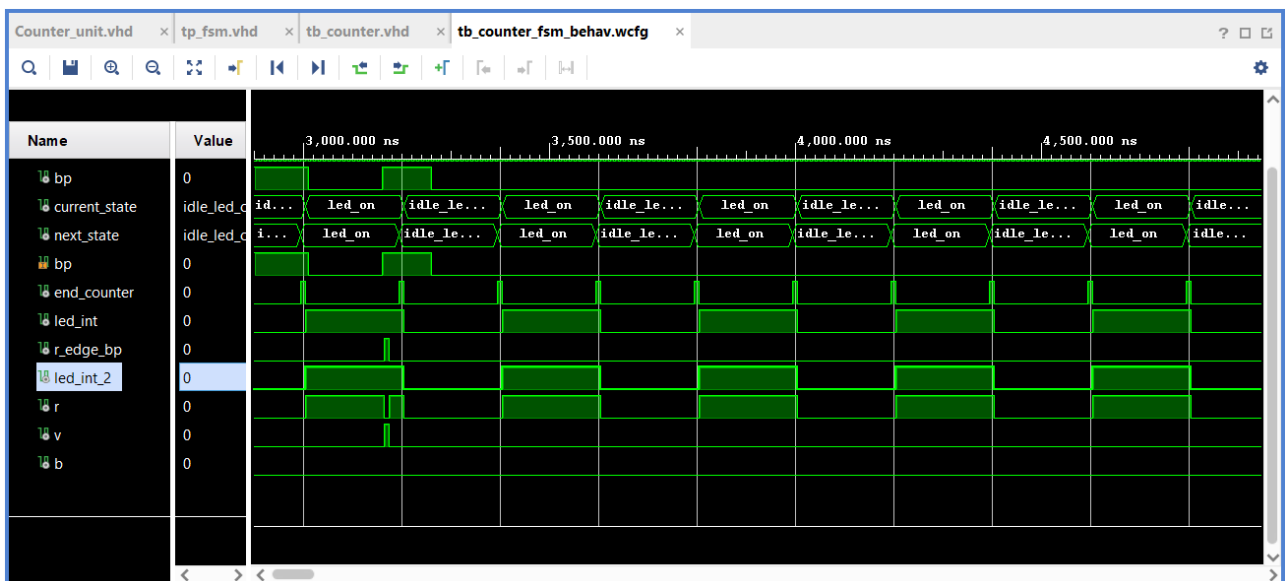 Counter_unit.vhd × tp_fsm.vhd × tb_counter.vhd × tb_counter_fsm_behav.wcfg × ?
Name Value 3,000.000 ns 3,500.000 ns 4,000.000 ns 4,500.000 ns
bp 0
current_state idle_led_c id... led_on idle_le... led_on idle_le... led_on idle_le... led_on idle_le... led_on idle...
next_state idle_led_c i... led_on idle_le... led_on idle_le... led_on idle_le... led_on idle_le... led_on idle...
bp 0
end_counter 0
led_int 0
r_edge_bp 0
led_int_2 0
r 0
v 0
b 0